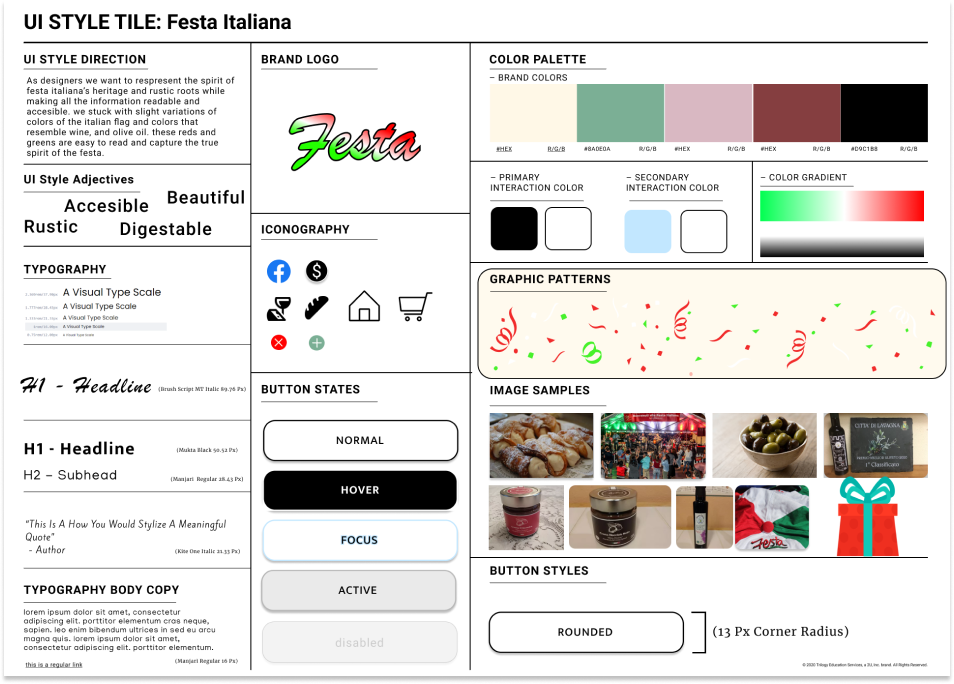 UI STYLE TILE: Festa Italiana
UI STYLE DIRECTION
As designers we want to respresent the spirit of
festa italiana's heritage and rustic roots while
making all the information readable and
accesible. we stuck with slight variations of
colors of the italian flag and colors that
resemble wine, and olive oil. these reds and
greens are easy to read and capture the true
spirit of the festa.
UI Style Adjectives
Beautiful
Accesible
Rustic
Digestable
TYPOGRAPHY
A Visual Type Scale
A Visual Type Scale
A Visual Type Scale
A Visual Type Scale
A Visual Type Scale
H1 - Headline (Brush Script MT Italic 89.76 Px)
H1 - Headline (Mukta Black 50.52 Px)
H2 – Subhead (Manjari Regular 28.43 Px)
"This Is A How You Would Stylize A Meaningful
Quote"
- Author (Kite One Italic 21.33 Px)
TYPOGRAPHY BODY COPY
lorem ipsum dolor sit amet, consectetur
adipiscing elit. porttitor elementum cras neque,
sapien. leo enim bibendum ultrices in sed eu arcu
magna quis. lorem ipsum dolor sit amet,
consectetur adipiscing elit. porttitor elementum.
(Manjari Regular 16 Px)
this is a regular link
BRAND LOGO
Festa
ICONOGRAPHY
BUTTON STATES
NORMAL
HOVER
FOCUS
ACTIVE
disabled
COLOR PALETTE
– BRAND COLORS
#HEX R/G/B #8A0E0A R/G/B #HEX R/G/B #HEX R/G/B #D9C1B8 R/G/B
– PRIMARY
INTERACTION COLOR
– SECONDARY
INTERACTION COLOR
– COLOR GRADIENT
GRAPHIC PATTERNS
IMAGE SAMPLES
CITTA DI LAVAGNA
1° Classificato
Festa
BUTTON STYLES
ROUNDED (13 Px Corner Radius)
© 2020 Trilogy Education Services, a 2U, Inc. brand. All Rights Reserved.